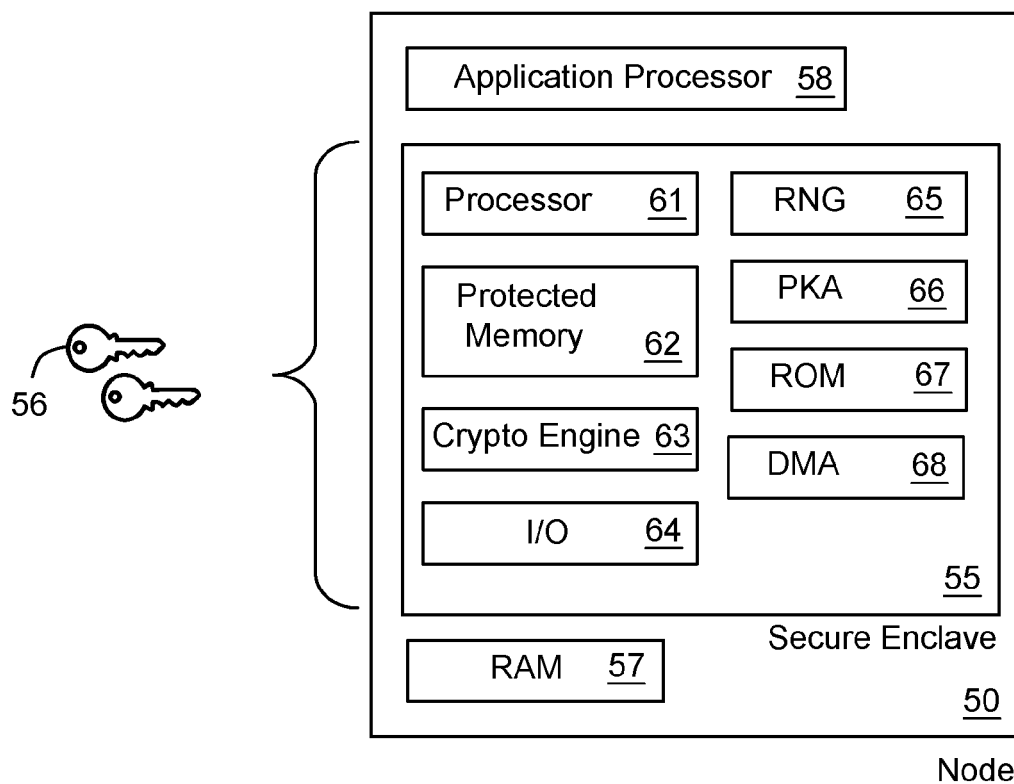 Application Processor 58
Processor 61
RNG 65
Protected
Memory 62
PKA 66
ROM 67
Crypto Engine 63
DMA 68
I/O 64
56
55
Secure Enclave
RAM 57
50
Node